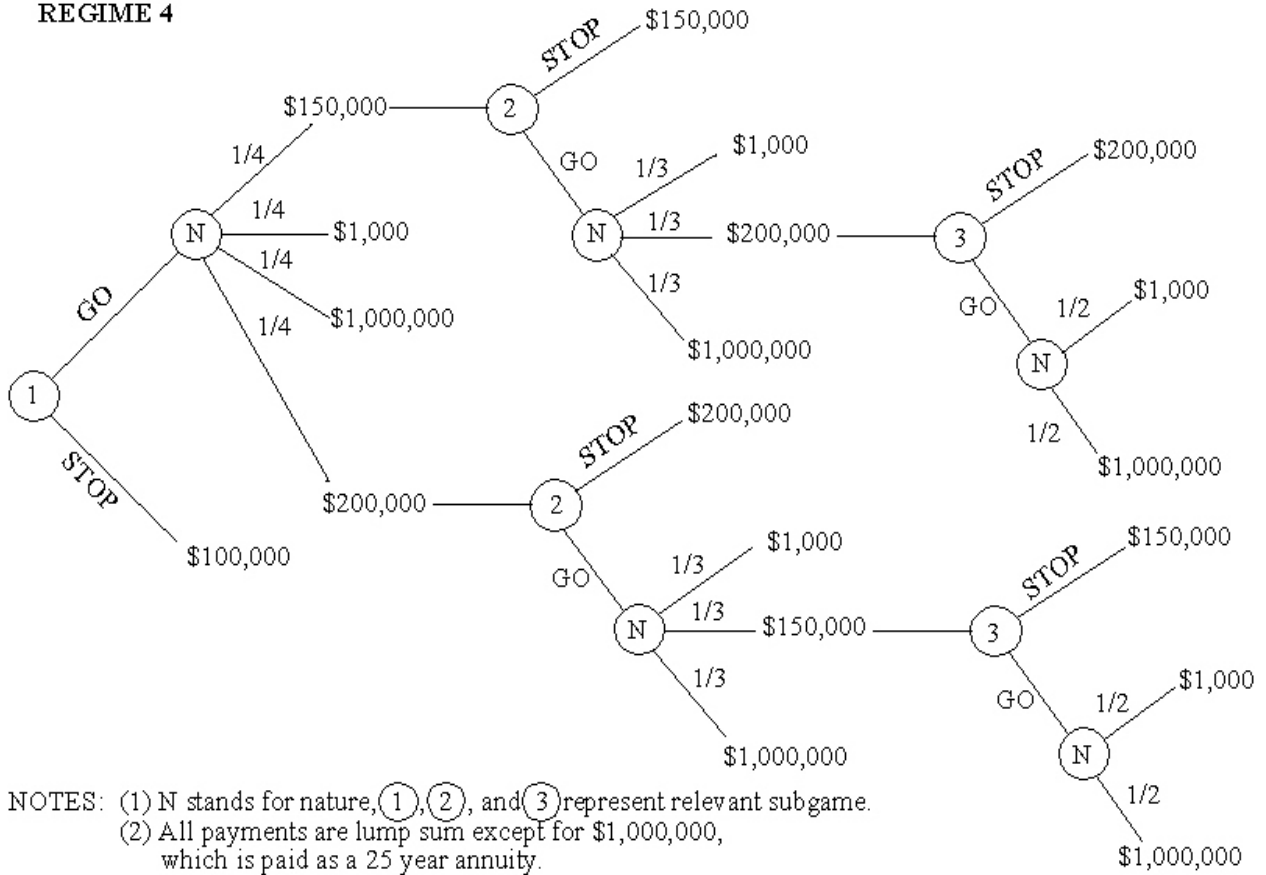 REGIME 4
STOP
$150,000
$150,000
2
1/4
GO
1/3
$1,000
STOP
$200,000
N
1/4
$1,000
N
1/3
$200,000
3
1/4
1/3
GO
1/2
$1,000
GO
1/4
$1,000,000
$1,000,000
N
1
STOP
$200,000
1/2
$1,000,000
STOP
$200,000
2
$1,000
STOP
$150,000
$100,000
GO
1/3
N
1/3
$150,000
3
1/3
GO
1/2
$1,000
$1,000,000
N
1/2
$1,000,000
NOTES: (1) N stands for nature, 1, 2, and 3 represent relevant subgame.
(2) All payments are lump sum except for $1,000,000,
which is paid as a 25 year annuity.